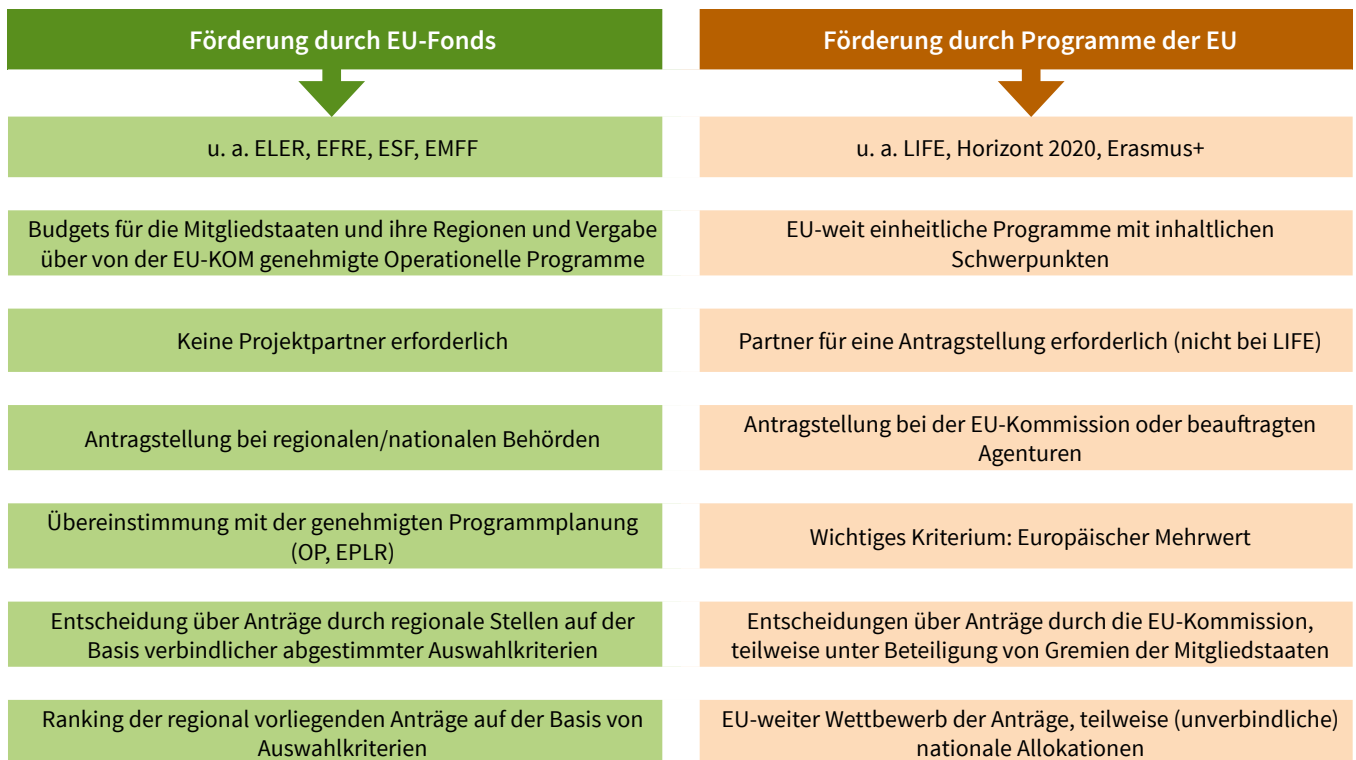 Förderung durch EU-Fonds
Förderung durch Programme der EU
u. a. ELER, EFRE, ESF, EMFF
u. a. LIFE, Horizont 2020, Erasmus+
Budgets für die Mitgliedstaaten und ihre Regionen und Vergabe
über von der EU-KOM genehmigte Operationelle Programme
EU-weit einheitliche Programme mit inhaltlichen
Schwerpunkten
Keine Projektpartner erforderlich
Partner für eine Antragstellung erforderlich (nicht bei LIFE)
Antragstellung bei regionalen/nationalen Behörden
Antragstellung bei der EU-Kommission oder beauftragten
Agenturen
Übereinstimmung mit der genehmigten Programmplanung
(OP, EPLR)
Wichtiges Kriterium: Europäischer Mehrwert
Entscheidung über Anträge durch regionale Stellen auf der
Basis verbindlicher abgestimmter Auswahlkriterien
Entscheidungen über Anträge durch die EU-Kommission,
teilweise unter Beteiligung von Gremien der Mitgliedstaaten
Ranking der regional vorliegenden Anträge auf der Basis von
Auswahlkriterien
EU-weiter Wettbewerb der Anträge, teilweise (unverbindliche)
nationale Allokationen